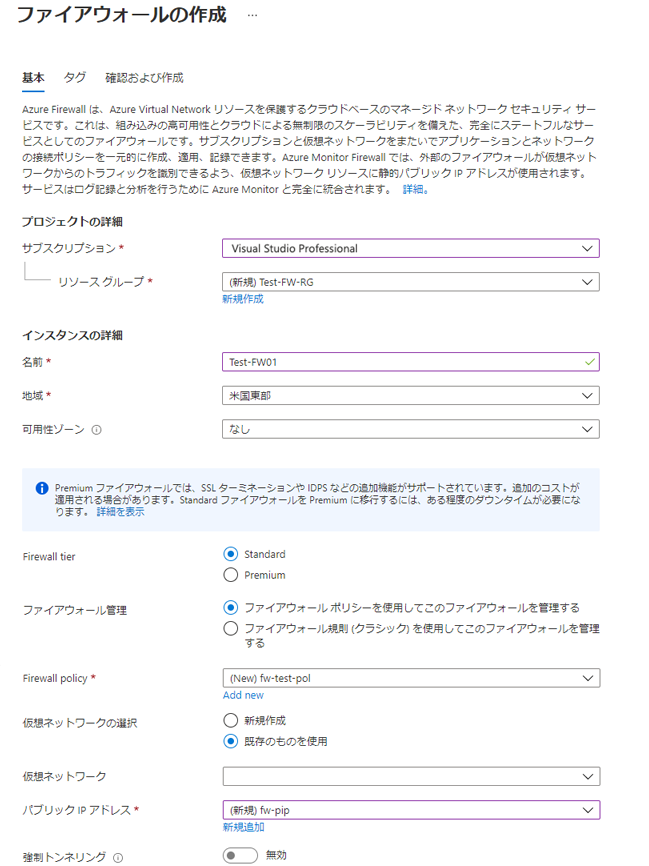 ファイアウォールの作成 …
基本 タグ 確認および作成
Azure Firewall は、Azure Virtual Network リソースを保護するクラウドベースのマネージド ネットワーク セキュリティ サー
ビスです。これは、組み込みの高可用性とクラウドによる無制限のスケーラビリティを備えた、完全にステートフルなサー
ビスとしてのファイアウォールです。サブスクリプションと仮想ネットワークをまたいでアプリケーションとネットワーク
の接続ポリシーを一元的に作成、適用、記録できます。Azure Monitor Firewall では、外部のファイアウォールが仮想ネット
ワークからのトラフィックを識別できるよう、仮想ネットワーク リソースに静的パブリック IP アドレスが使用されます。
サービスはログ記録と分析を行うために Azure Monitor と完全に統合されます。 詳細。
プロジェクトの詳細
サブスクリプション *
Visual Studio Professional
リソース グループ *
(新規) Test-FW-RG
新規作成
インスタンスの詳細
名前 *
Test-FW01
地域 *
米国東部
可用性ゾーン
なし
Premium ファイアウォールでは、SSL ターミネーションや IDPS などの追加機能がサポートされています。追加のコストが
適用される場合があります。Standard ファイアウォールを Premium に移行するには、ある程度のダウンタイムが必要にな
ります。 詳細を表示
Firewall tier
Standard
Premium
ファイアウォール管理
ファイアウォール ポリシーを使用してこのファイアウォールを管理する
ファイアウォール規則 (クラシック) を使用してこのファイアウォールを管理
する
Firewall policy *
(New) fw-test-pol
Add new
仮想ネットワークの選択
新規作成
既存のものを使用
仮想ネットワーク
パブリック IP アドレス *
(新規) fw-pip
新規追加
強制トンネリング
無効